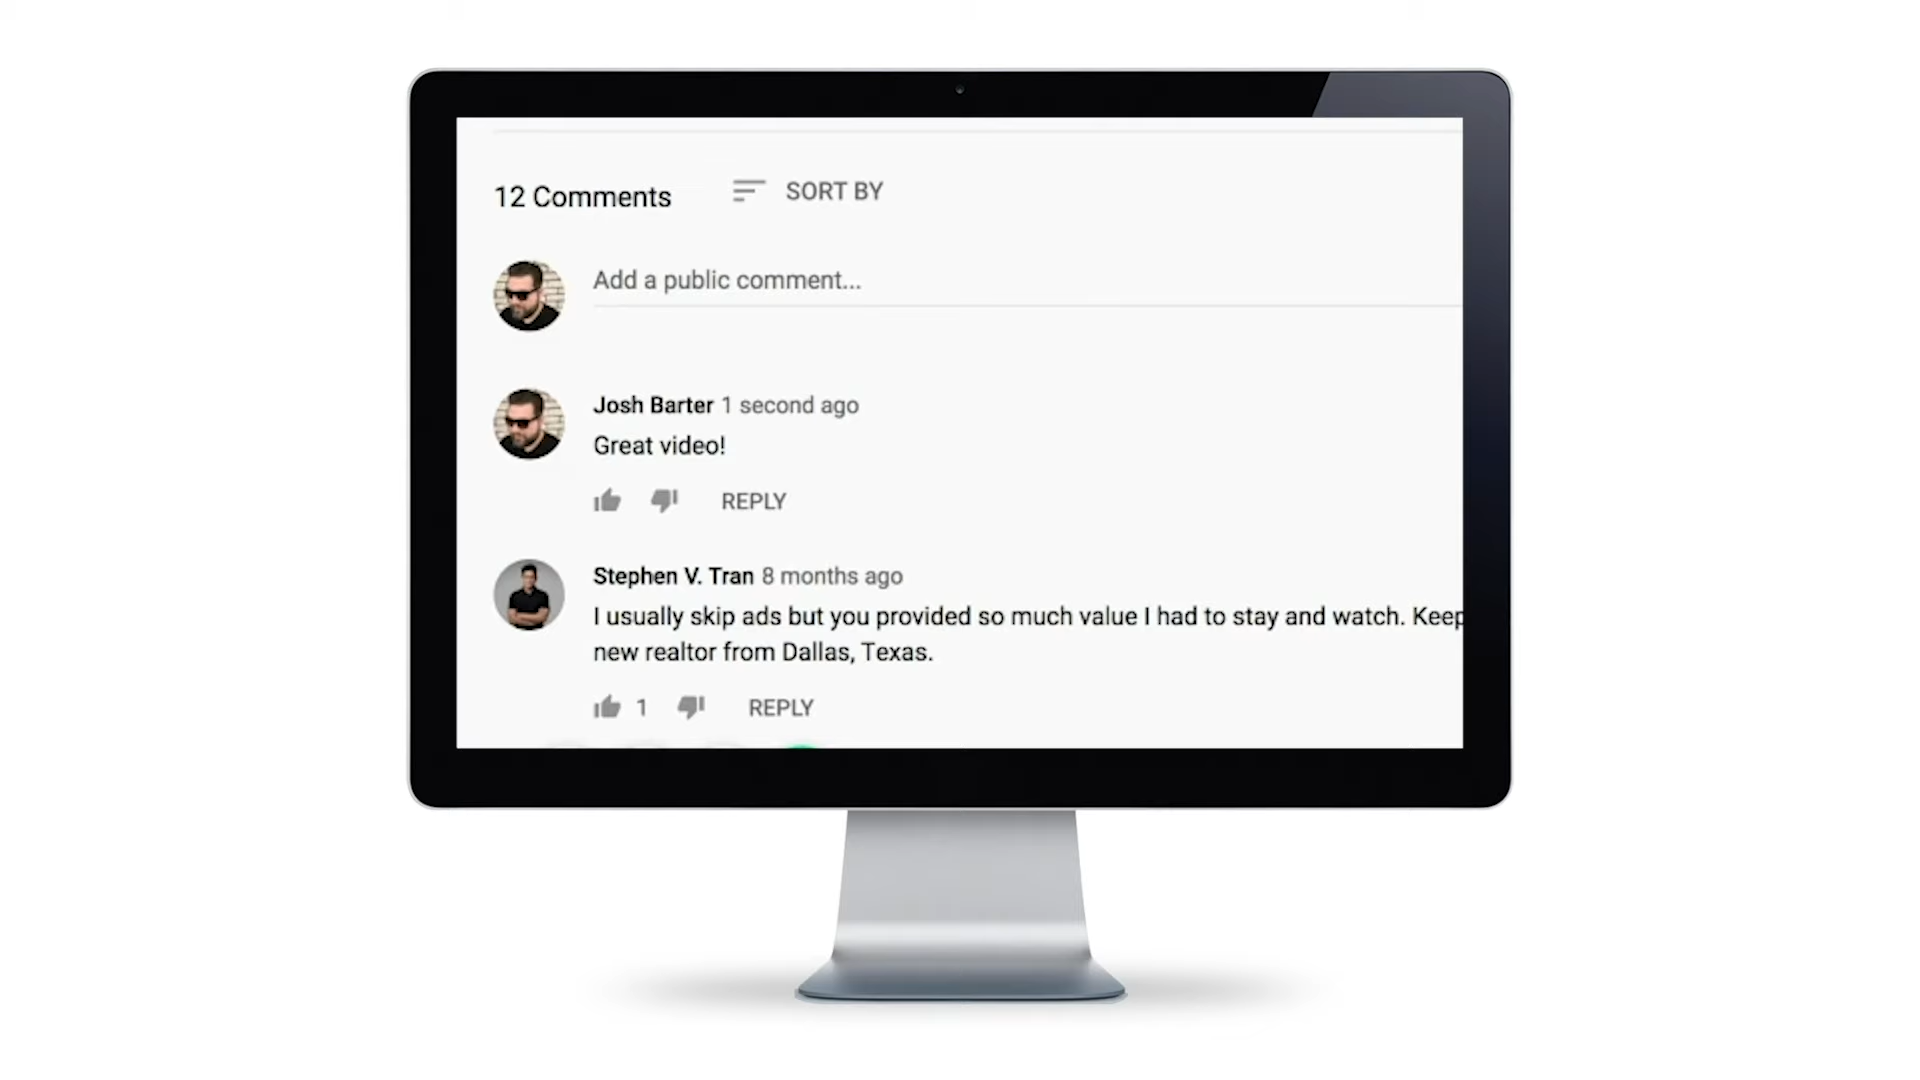 12 Comments SORT BY
Add a public comment...
Josh Barter 1 second ago
Great video!
REPLY
Stephen V. Tran 8 months ago
I usually skip ads but you provided so much value I had to stay and watch. Keep
new realtor from Dallas, Texas.
1 REPLY